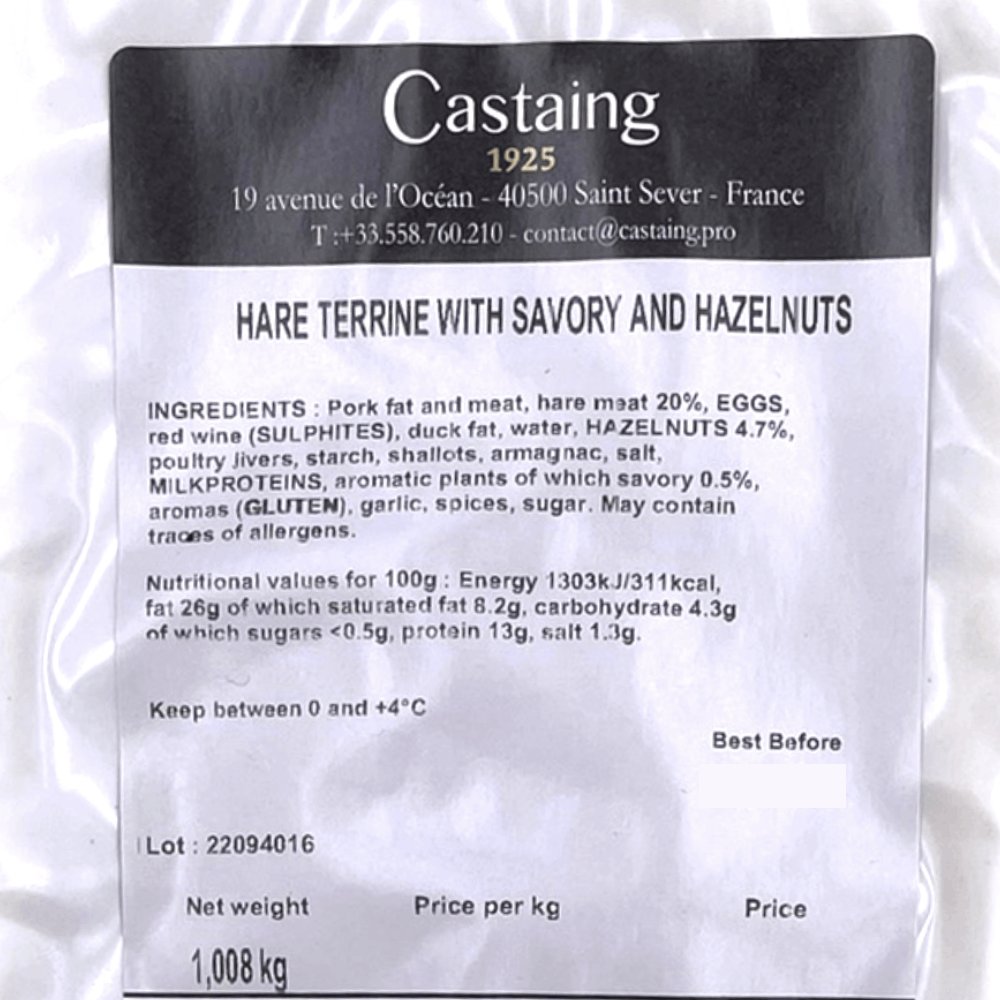 Castaing
1925
19 avenue de l'Océan - 40500 Saint Sever - France
T :+33.558.760.210 - contact@castaing.pro
HARE TERRINE WITH SAVORY AND HAZELNUTS
INGREDIENTS : Pork fat and meat, hare meat 20%, EGGS,
red wine (SULPHITES), duck fat, water, HAZELNUTS 4.7%,
poultry livers, starch, shallots, armagnac, salt,
MILKPROTEINS, aromatic plants of which savory 0.5%,
aromas (GLUTEN), garlic, spices, sugar. May contain
traces of allergens.
Nutritional values for 100g : Energy 1303kJ/311kcal,
fat 26g of which saturated fat 8.2g, carbohydrate 4.3g
of which sugars <0.5g, protein 13g, salt 1.3g.
Keep between 0 and +4°C
Best Before
Lot : 22094016
Net weight Price per kg Price
1,008 kg